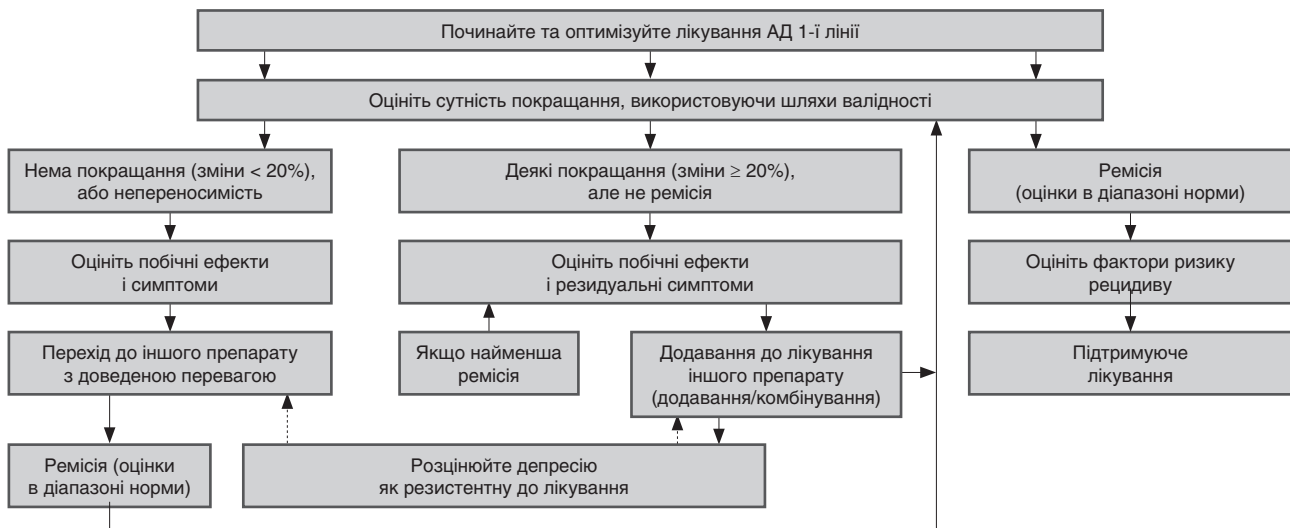 Починайте та оптимізуйте лікування АД 1-ї лінії
Оцініть сутність покращання, використовуючи шляхи валідності
Нема покращання (зміни < 20%),
або непереносимість
Деякі покращання (зміни ≥ 20%),
але не ремісія
Ремісія
(оцінки в діапазоні норми)
Оцініть побічні ефекти
і симптоми
Оцініть побічні ефекти
і резидуальні симптоми
Оцініть фактори ризику
рецидиву
Перехід до іншого препарату
з доведеною перевагою
Якщо найменша
ремісія
Додавання до лікування
іншого препарату
(додавання/комбінування)
Підтримуюче
лікування
Ремісія (оцінки
в діапазоні норми)
Розцінюйте депресію
як резистентну до лікування